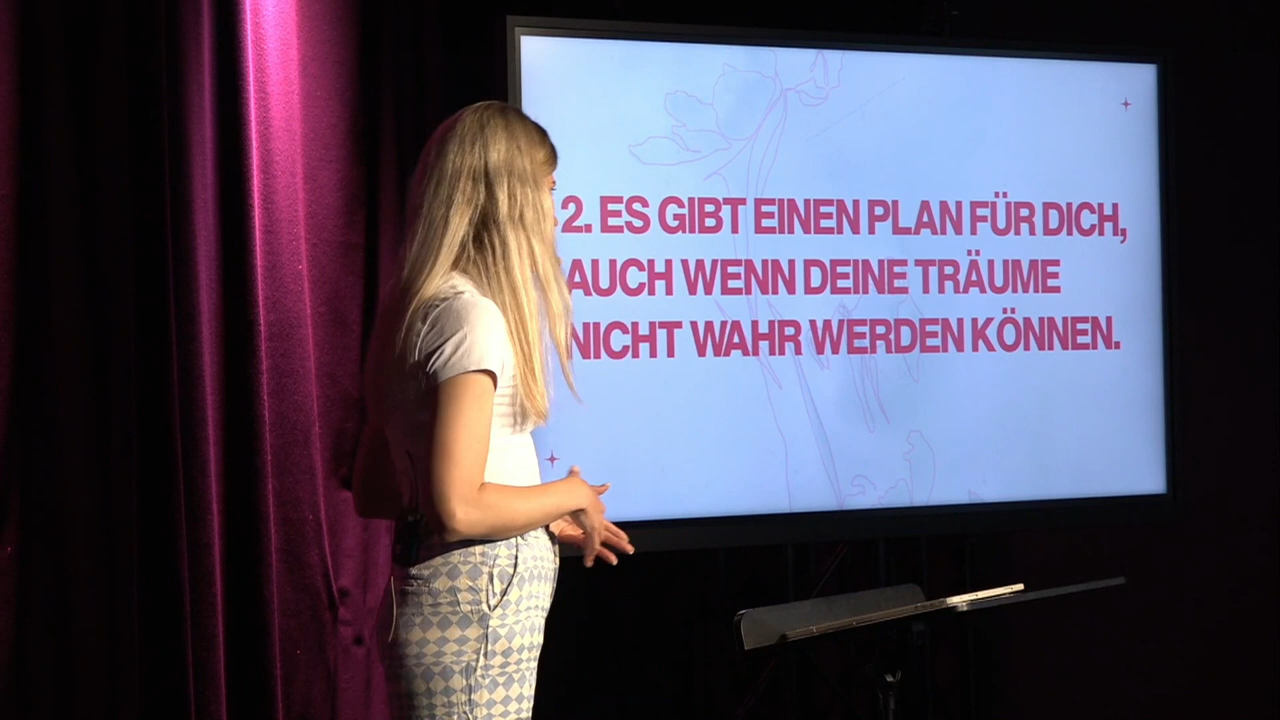 2. ES GIBT EINEN PLAN FÜR DICH,
AUCH WENN DEINE TRÄUME
NICHT WAHR WERDEN KÖNNEN.